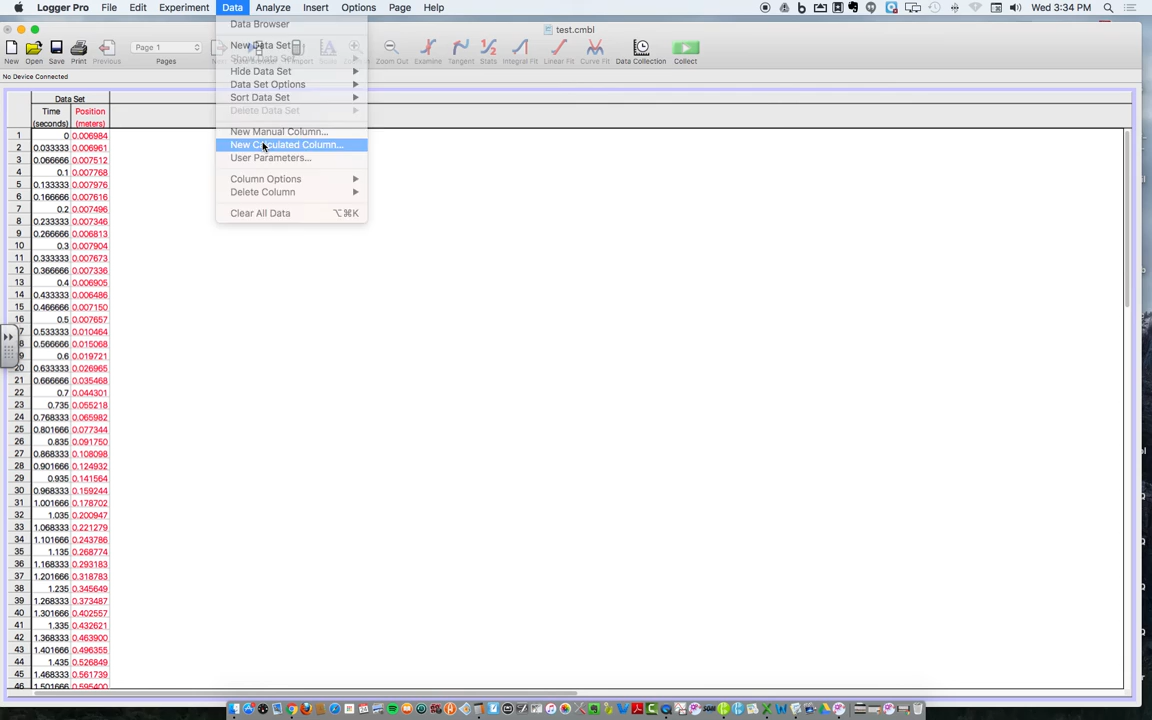 Logger Pro File Edit Experiment Data Analyze Insert Options Page Help Wed 3:34 PM
test.cmbl
New Open Save Print Previous Page 1 Pages Import Zoom Out Examine Tangent Stats Integral Fit Linear Fit Curve Fit Data Collection Collect
No Device Connected
Data Browser
New Data Set
Show Data Set
Hide Data Set
Data Set Options
Sort Data Set
Delete Data Set
New Manual Column...
New Calculated Column...
User Parameters...
Column Options
Delete Column
Clear All Data ⌥⌘K
Data Set
Time Position
(seconds) (meters)
1 0 0.006984
2 0.033333 0.006961
3 0.066666 0.007512
4 0.1 0.007768
5 0.133333 0.007976
6 0.166666 0.007616
7 0.2 0.007496
8 0.233333 0.007346
9 0.266666 0.006813
10 0.3 0.007904
11 0.333333 0.007673
12 0.366666 0.007336
13 0.4 0.006905
14 0.433333 0.006486
15 0.466666 0.007150
16 0.5 0.007657
7 0.533333 0.010464
8 0.566666 0.015068
9 0.6 0.019721
20 0.633333 0.026965
21 0.666666 0.035468
22 0.7 0.044301
23 0.735 0.055218
24 0.768333 0.065982
25 0.801666 0.077344
26 0.835 0.091750
27 0.868333 0.108098
28 0.901666 0.124932
29 0.935 0.141564
30 0.968333 0.159244
31 1.001666 0.178702
32 1.035 0.200947
33 1.068333 0.221279
34 1.101666 0.243786
35 1.135 0.268774
36 1.168333 0.293183
37 1.201666 0.318783
38 1.235 0.345649
39 1.268333 0.373487
40 1.301666 0.402557
41 1.335 0.432621
42 1.368333 0.463900
43 1.401666 0.496355
44 1.435 0.526849
45 1.468333 0.561739
46 1.501666 0.595400